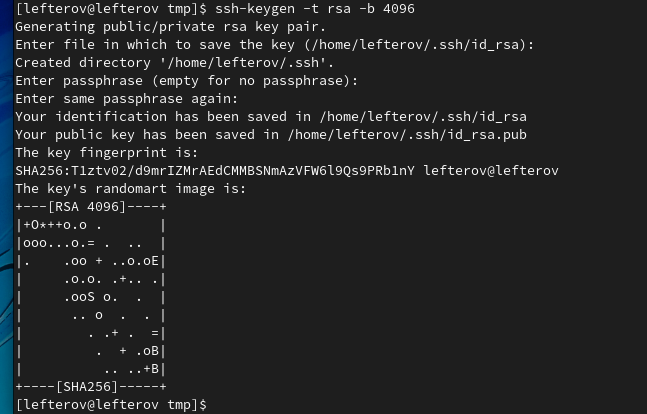 [lefterov@lefterov tmp]$ ssh-keygen -t rsa -b 4096
Generating public/private rsa key pair.
Enter file in which to save the key (/home/lefterov/.ssh/id_rsa):
Created directory '/home/lefterov/.ssh'.
Enter passphrase (empty for no passphrase):
Enter same passphrase again:
Your identification has been saved in /home/lefterov/.ssh/id_rsa
Your public key has been saved in /home/lefterov/.ssh/id_rsa.pub
The key fingerprint is:
SHA256:T1ztv02/d9mrIZMrAEdCMMBSNmAzVFW6l9Qs9PRb1nY lefterov@lefterov
The key's randomart image is:
+---[RSA 4096]----+
|+O*++o.o .       |
|ooo...o.= .  ..  |
|.    .oo + ..o.oE|
|     .o.o. .+.. .|
|     .ooS o.  .  |
|      .. o  .  . |
|        . .+ .  =|
|         .  + .oB|
|          .. ..+B|
+----[SHA256]-----+
[lefterov@lefterov tmp]$